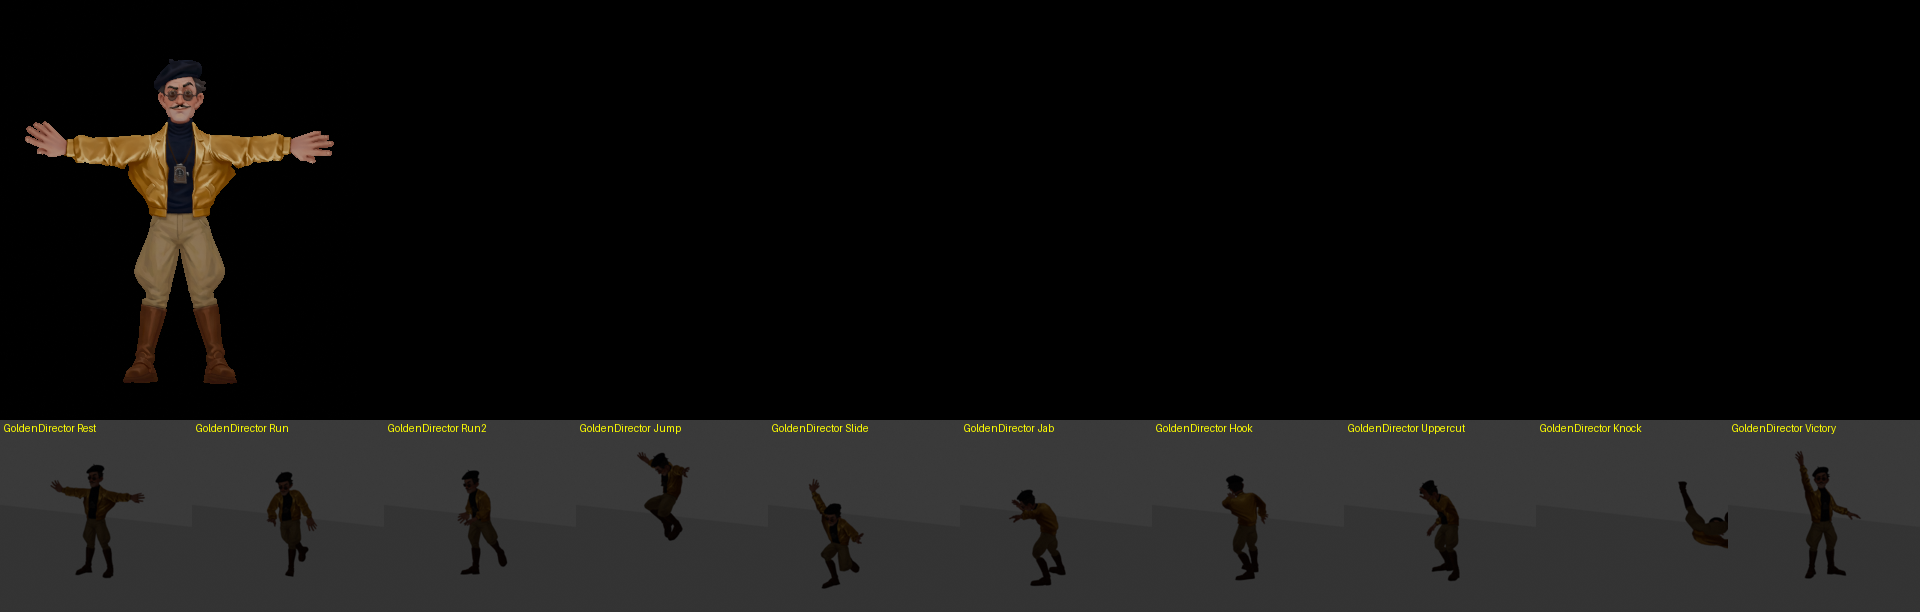 GoldenDirector Rest
GoldenDirector Run
GoldenDirector Run2
GoldenDirector Jump
GoldenDirector Slide
GoldenDirector Jab
GoldenDirector Hook
GoldenDirector Uppercut
GoldenDirector Knock
GoldenDirector Victory